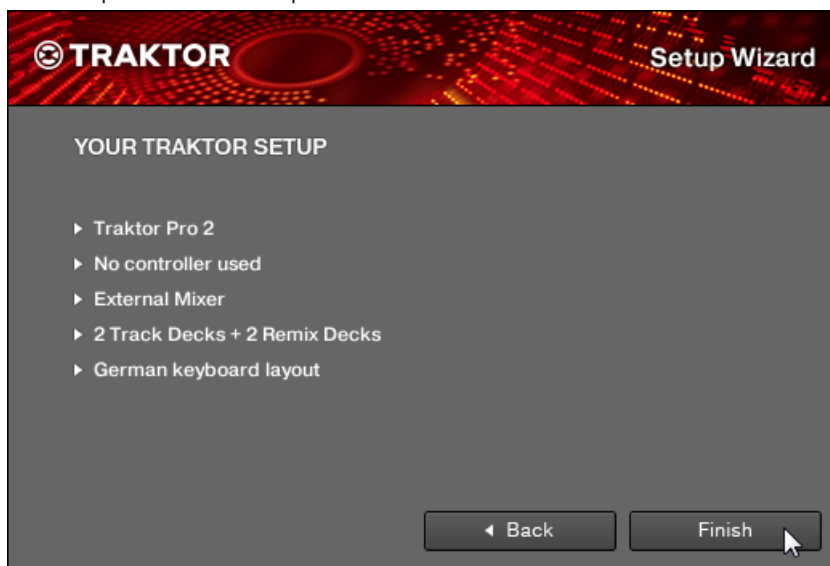 TRAKTOR
Setup Wizard
YOUR TRAKTOR SETUP
Traktor Pro 2
No controller used
External Mixer
2 Track Decks + 2 Remix Decks
German keyboard layout
Back
Finish